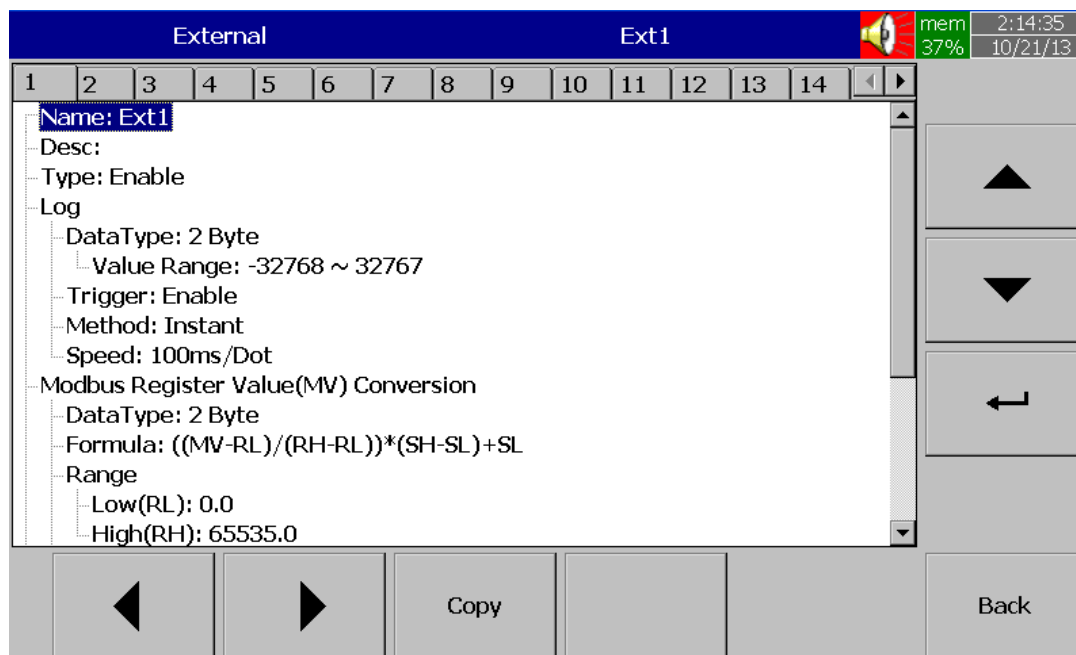 External Ext1 mem 2:14:35
37% 10/21/13
1 2 3 4 5 6 7 8 9 10 11 12 13 14
Name: Ext1
Desc:
Type: Enable
Log
DataType: 2 Byte
Value Range: -32768 ~ 32767
Trigger: Enable
Method: Instant
Speed: 100ms/Dot
Modbus Register Value(MV) Conversion
DataType: 2 Byte
Formula: ((MV-RL)/(RH-RL))*(SH-SL)+SL
Range
Low(RL): 0.0
High(RH): 65535.0
Copy Back